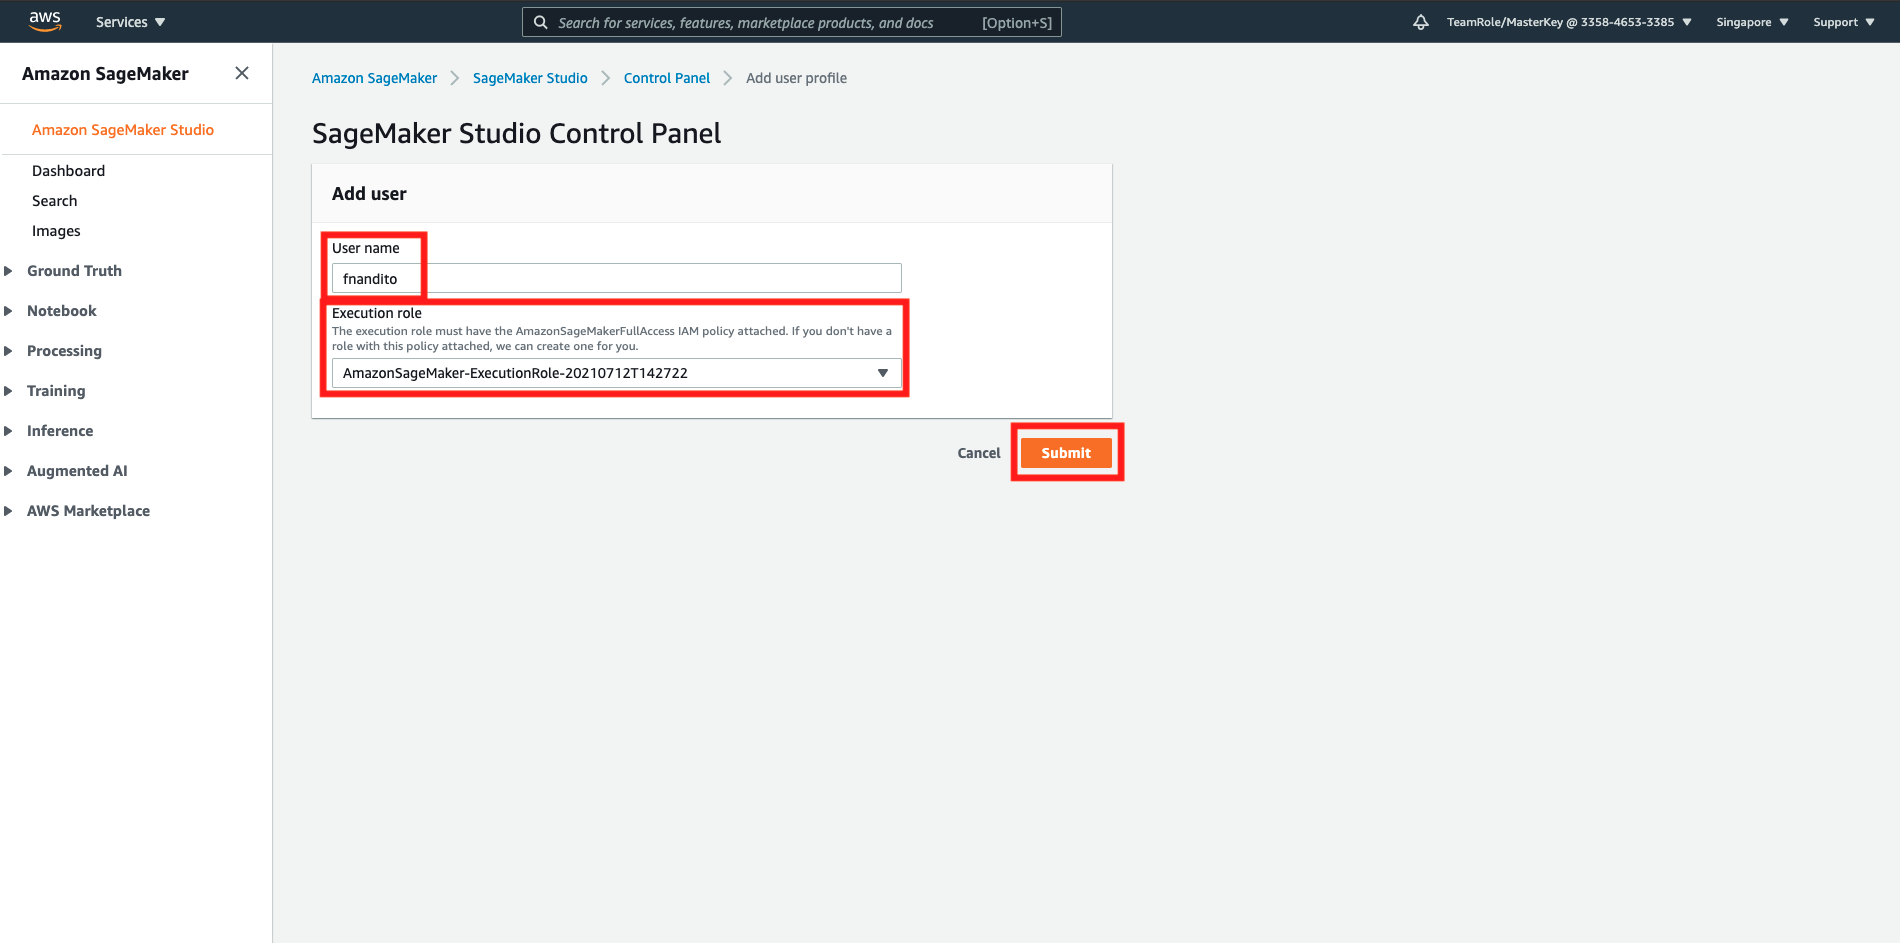 aws
Services
Search for services, features, marketplace products, and docs
[Option+S]
TeamRole/MasterKey @ 3358-4653-3385
Singapore
Support
Amazon SageMaker
Amazon SageMaker Studio
Dashboard
Search
Images
Ground Truth
Notebook
Processing
Training
Inference
Augmented AI
AWS Marketplace
Amazon SageMaker
SageMaker Studio
Control Panel
Add user profile
SageMaker Studio Control Panel
Add user
User name
fnandito
Execution role
The execution role must have the AmazonSageMakerFullAccess IAM policy attached. If you don't have a
role with this policy attached, we can create one for you.
AmazonSageMaker-ExecutionRole-20210712T142722
Cancel
Submit